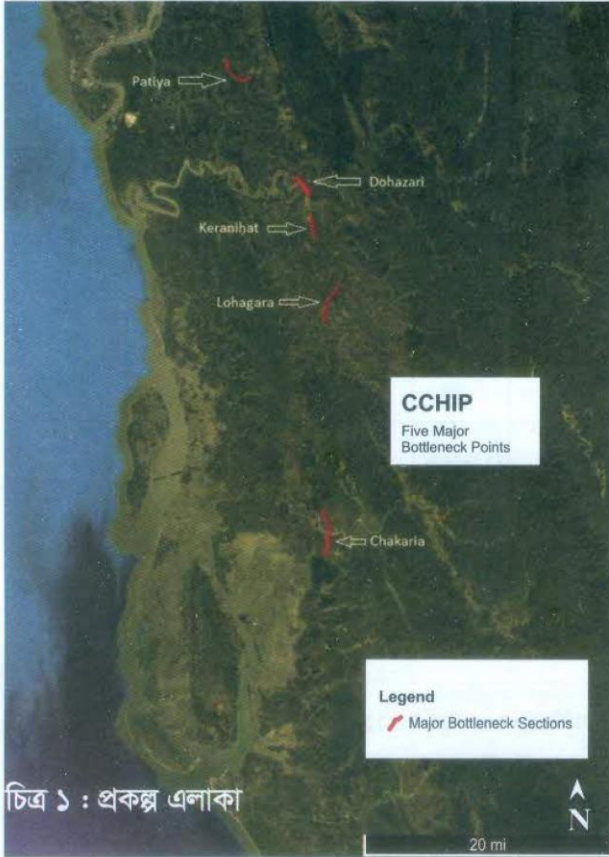 Patiya
Dohazari
Keranihat
Lohagara
CCHIP
Five Major
Bottleneck Points
Chakaria
Legend
Major Bottleneck Sections
চিত্র ১ : প্রকল্প এলাকা
N
20 mi